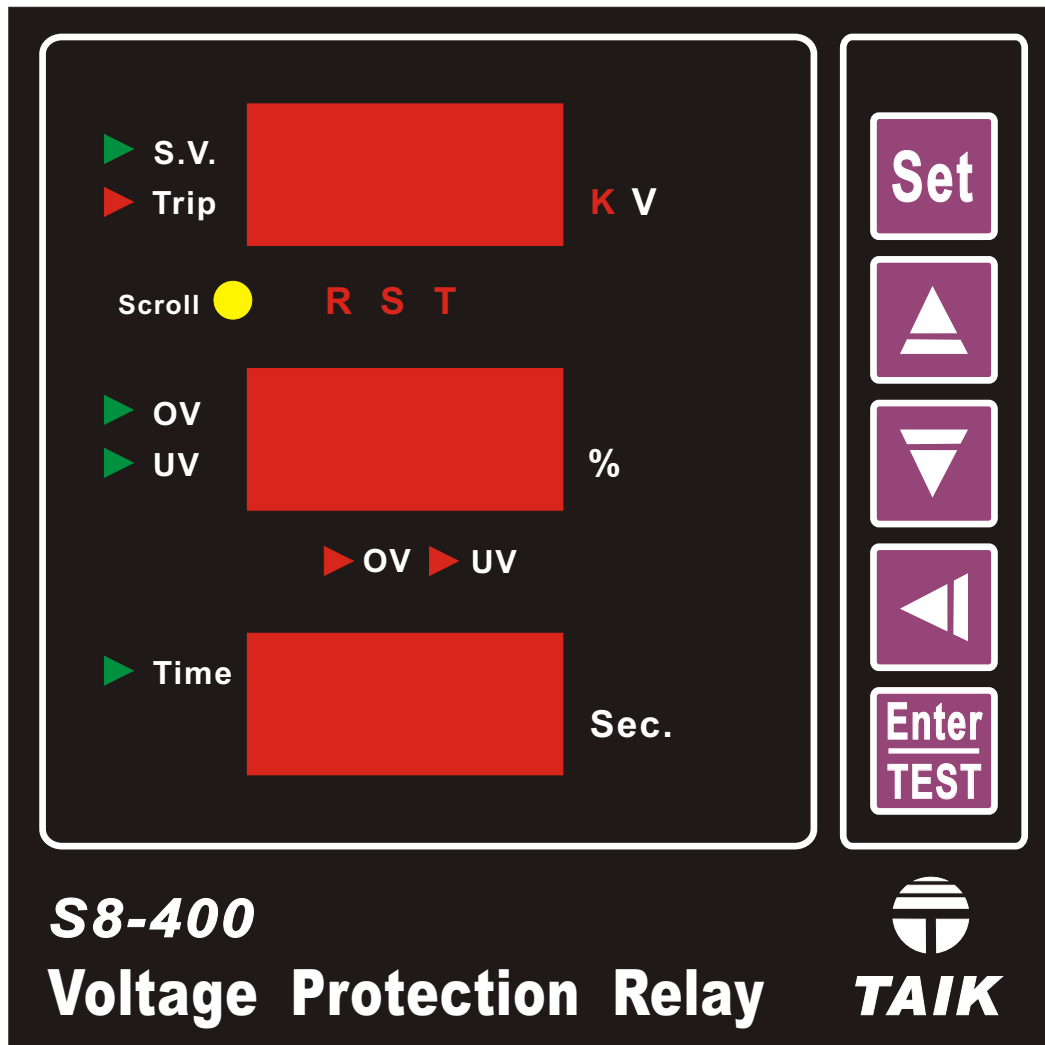 S.V.
Trip
K V
Scroll R S T
OV
UV
%
OV UV
Time
Sec.
Set
Enter
TEST
S8-400
Voltage Protection Relay
TAIK